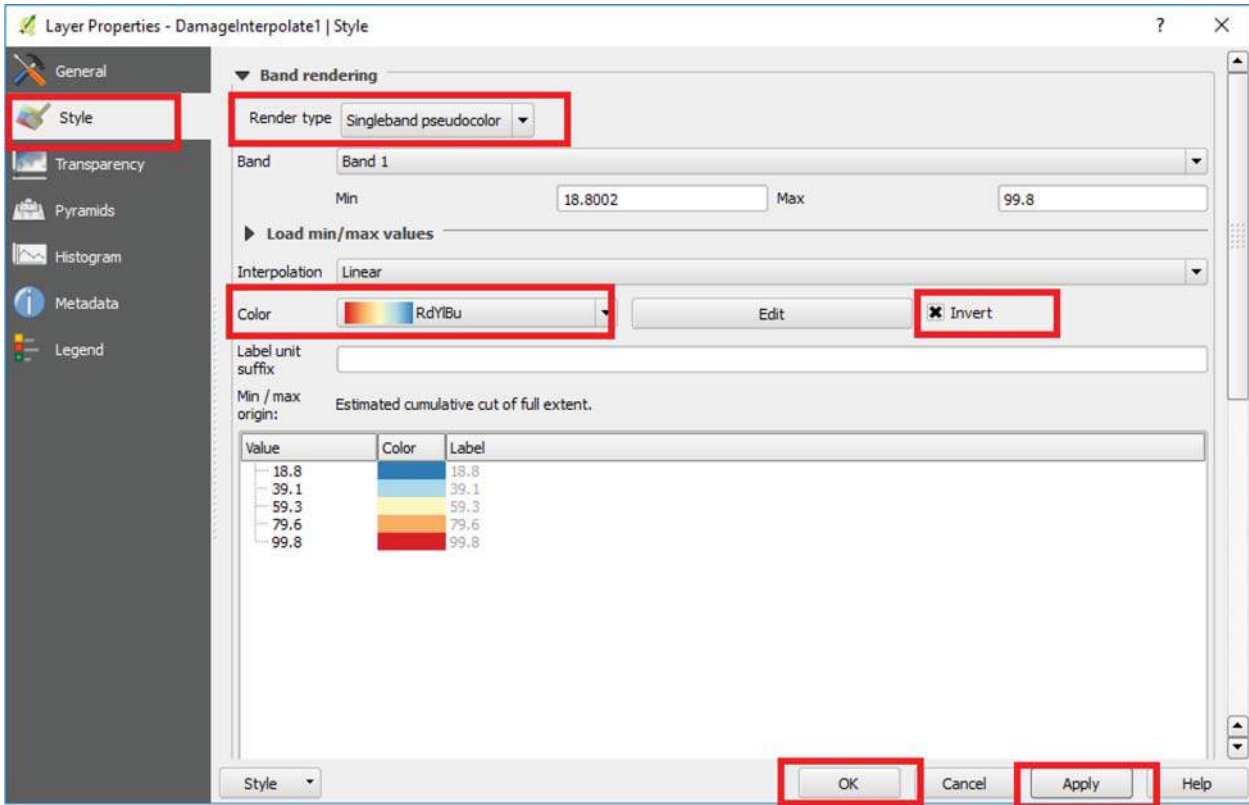 Layer Properties - DamageInterpolate1 | Style
?
General
Style
Transparency
Pyramids
Histogram
Metadata
Legend
Band rendering
Render type Singleband pseudocolor
Band Band 1
Min 18.8002 Max 99.8
Load min/max values
Interpolation Linear
Color RdYlBu Edit Invert
Label unit
suffix
Min / max
origin: Estimated cumulative cut of full extent.
Value Color Label
18.8 18.8
39.1 39.1
59.3 59.3
79.6 79.6
99.8 99.8
Style OK Cancel Apply Help